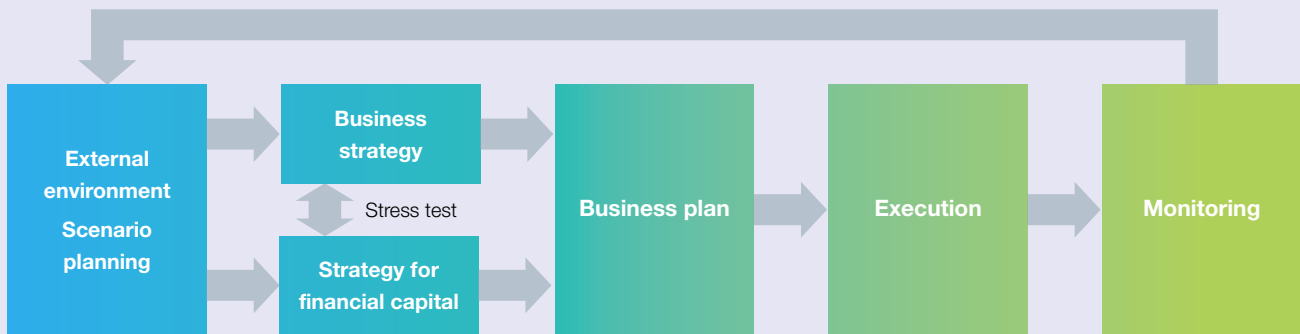 External
environment
Scenario
planning
Business
strategy
Stress test
Strategy for
financial capital
Business plan
Execution
Monitoring